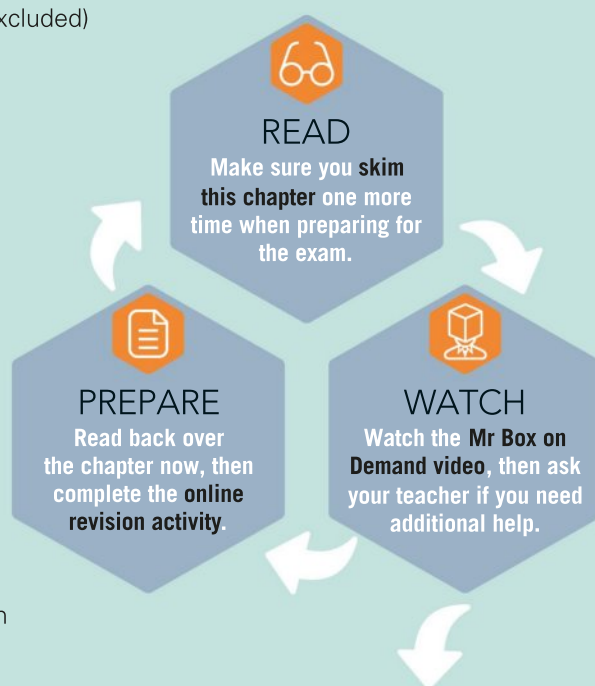 xcluded)
READ
Make sure you skim
this chapter one more
time when preparing for
the exam.
PREPARE
Read back over
the chapter now, then
complete the online
revision activity.
WATCH
Watch the Mr Box on
Demand video, then ask
your teacher if you need
additional help.
n